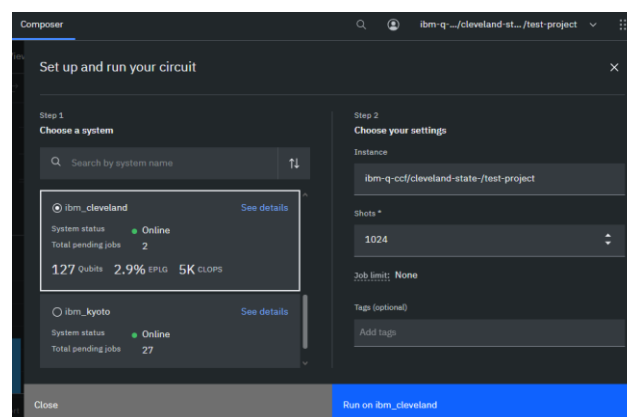 Composer
ibm-q-.../cleveland-st... /test-project
Set up and run your circuit
Step 1
Choose a system
Search by system name
ibm_cleveland
See details
System status
Online
Total pending jobs
2
127 Qubits 2.9% EPLG 5K CLOPS
ibm_kyoto
See details
System status
Online
Total pending jobs
27
Step 2
Choose your settings
Instance
ibm-q-ccf/cleveland-state-/test-project
Shots *
1024
Job limit: None
Tags (optional)
Add tags
Close
Run on ibm_cleveland